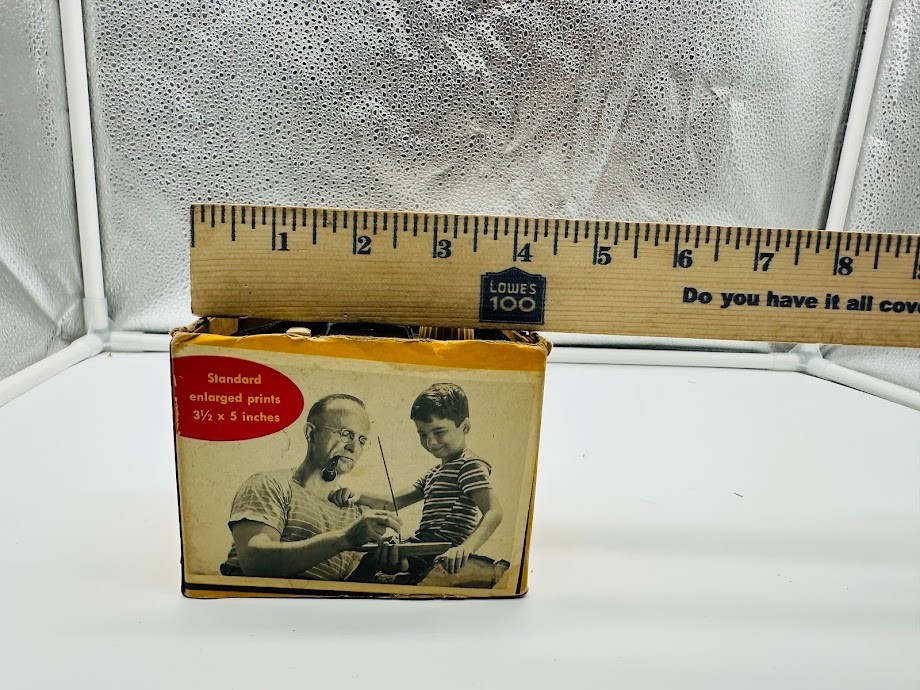 1 2 3 4 5 6 7 8
LOWE'S
100
Do you have it all cov
Standard
enlarged prints
3½ x 5 inches